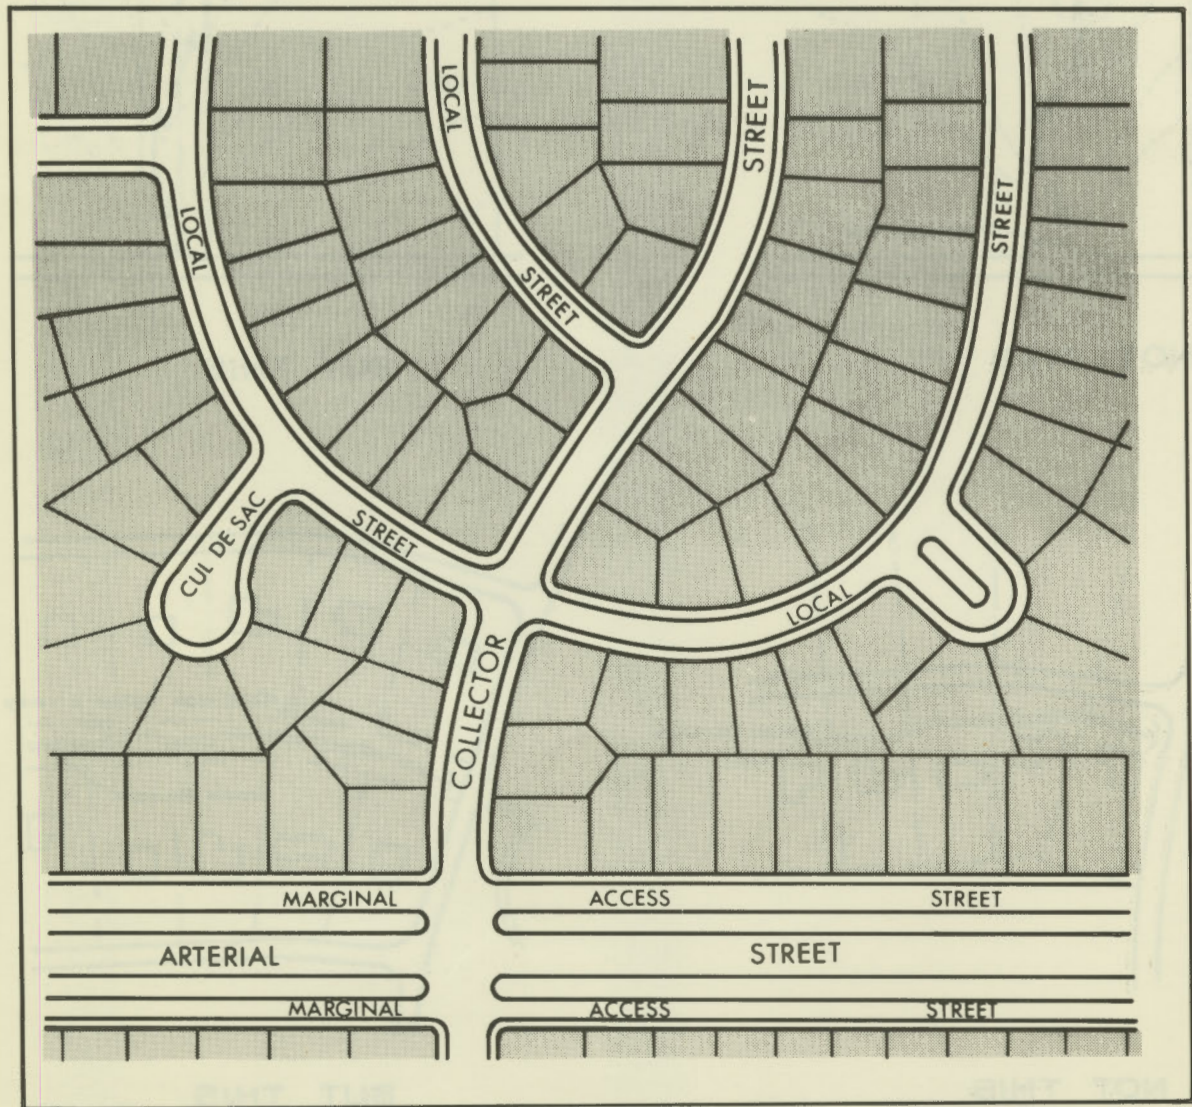 LOCAL
STREET
LOCAL
STREET
COLLECTOR
STREET
LOCAL
STREET
CUL DE SAC
MARGINAL ACCESS STREET
ARTERIAL STREET
MARGINAL ACCESS STREET